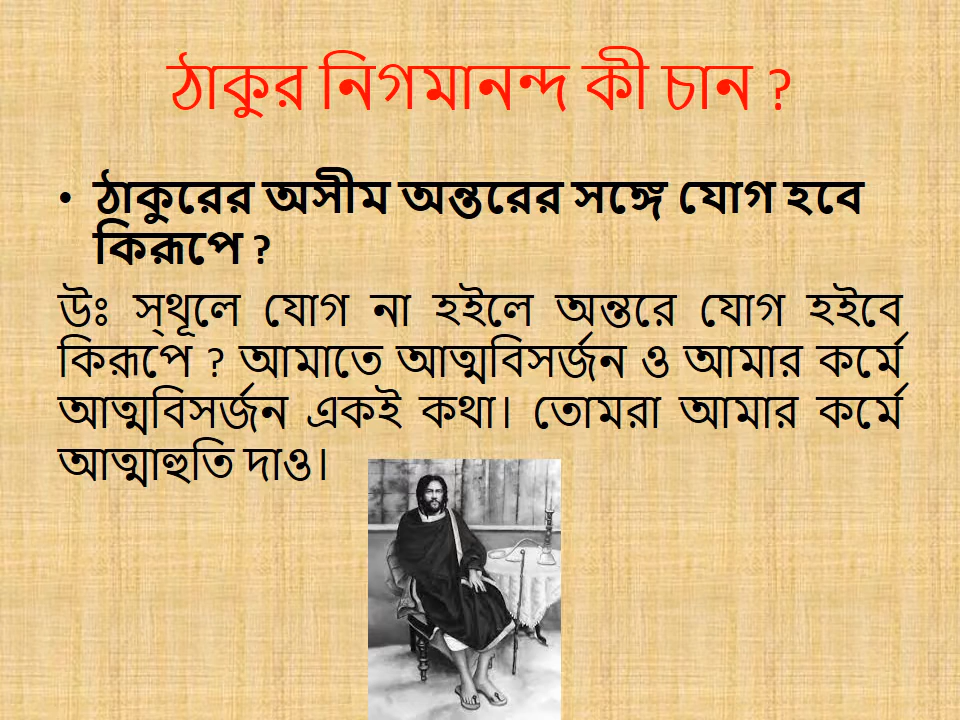 ঠাকুর নিগমানন্দ কী চান ?
• ঠাকুরের অসীম অন্তরের সঙ্গে যোগ হবে
কিরূপে ?
উঃ স্থূলে যোগ না হইলে অন্তরে যোগ হইবে
কিরূপে ? আমাতে আত্মবিসর্জন ও আমার কর্মে
আত্মবিসর্জন একই কথা। তোমরা আমার কর্মে
আত্মাহুতি দাও।